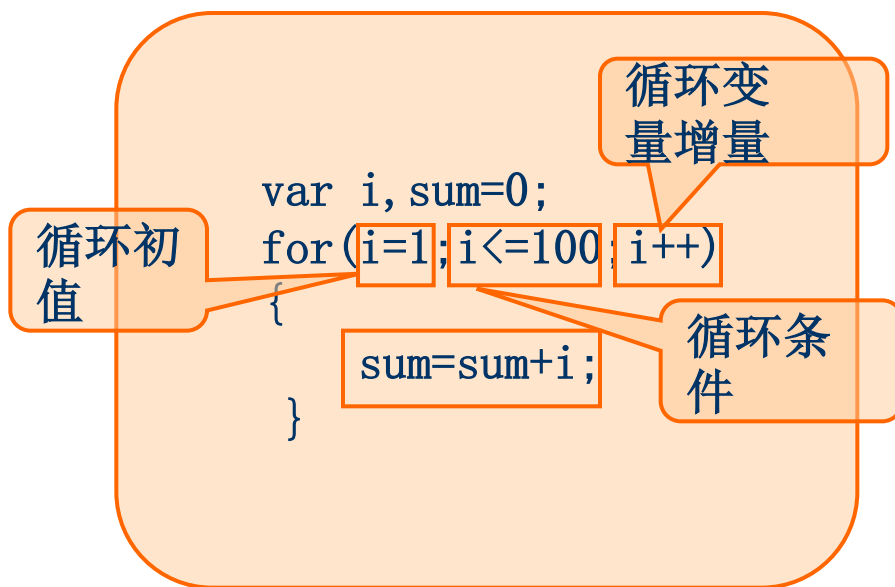 循环变
量增量
var i,sum=0;
循环初
值
for(i=1;i<=100;i++)
{
循环条
件
sum=sum+i;
}